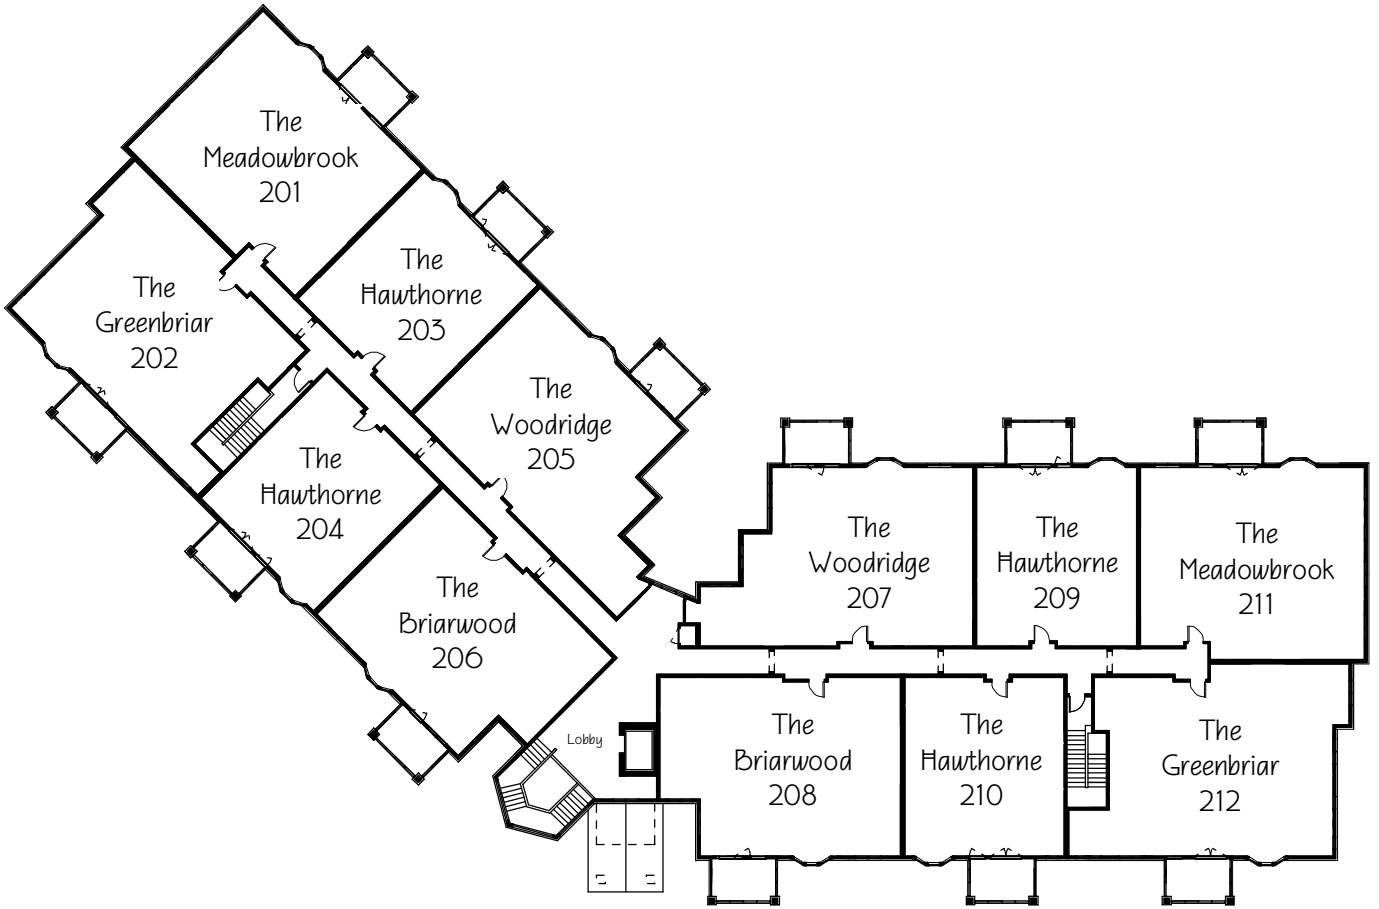 The
Meadowbrook
201
The
Greenbriar
202
The
Hawthorne
203
The
Hawthorne
204
The
Woodridge
205
The
Briarwood
206
The
Woodridge
207
The
Hawthorne
209
The
Meadowbrook
211
Lobby
The
Briarwood
208
The
Hawthorne
210
The
Greenbriar
212